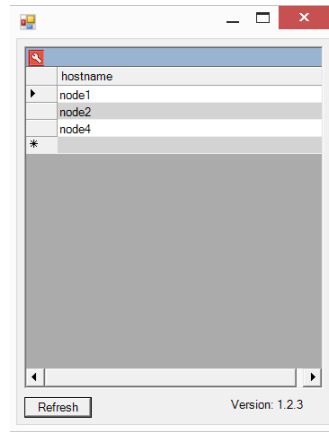 hostname
node1
node2
node4
Refresh
Version: 1.2.3